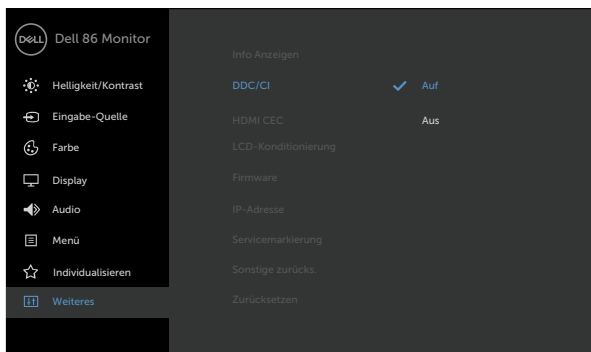 DELL
Dell 86 Monitor
Helligkeit/Kontrast
Eingabe-Quelle
Farbe
Display
Audio
Menü
Individualisieren
Weiteres
Info Anzeigen
DDC/CI
Auf
HDMI CEC
Aus
LCD-Konditionierung
Firmware
IP-Adresse
Servicemarkierung
Sonstige zurücks.
Zurücksetzen